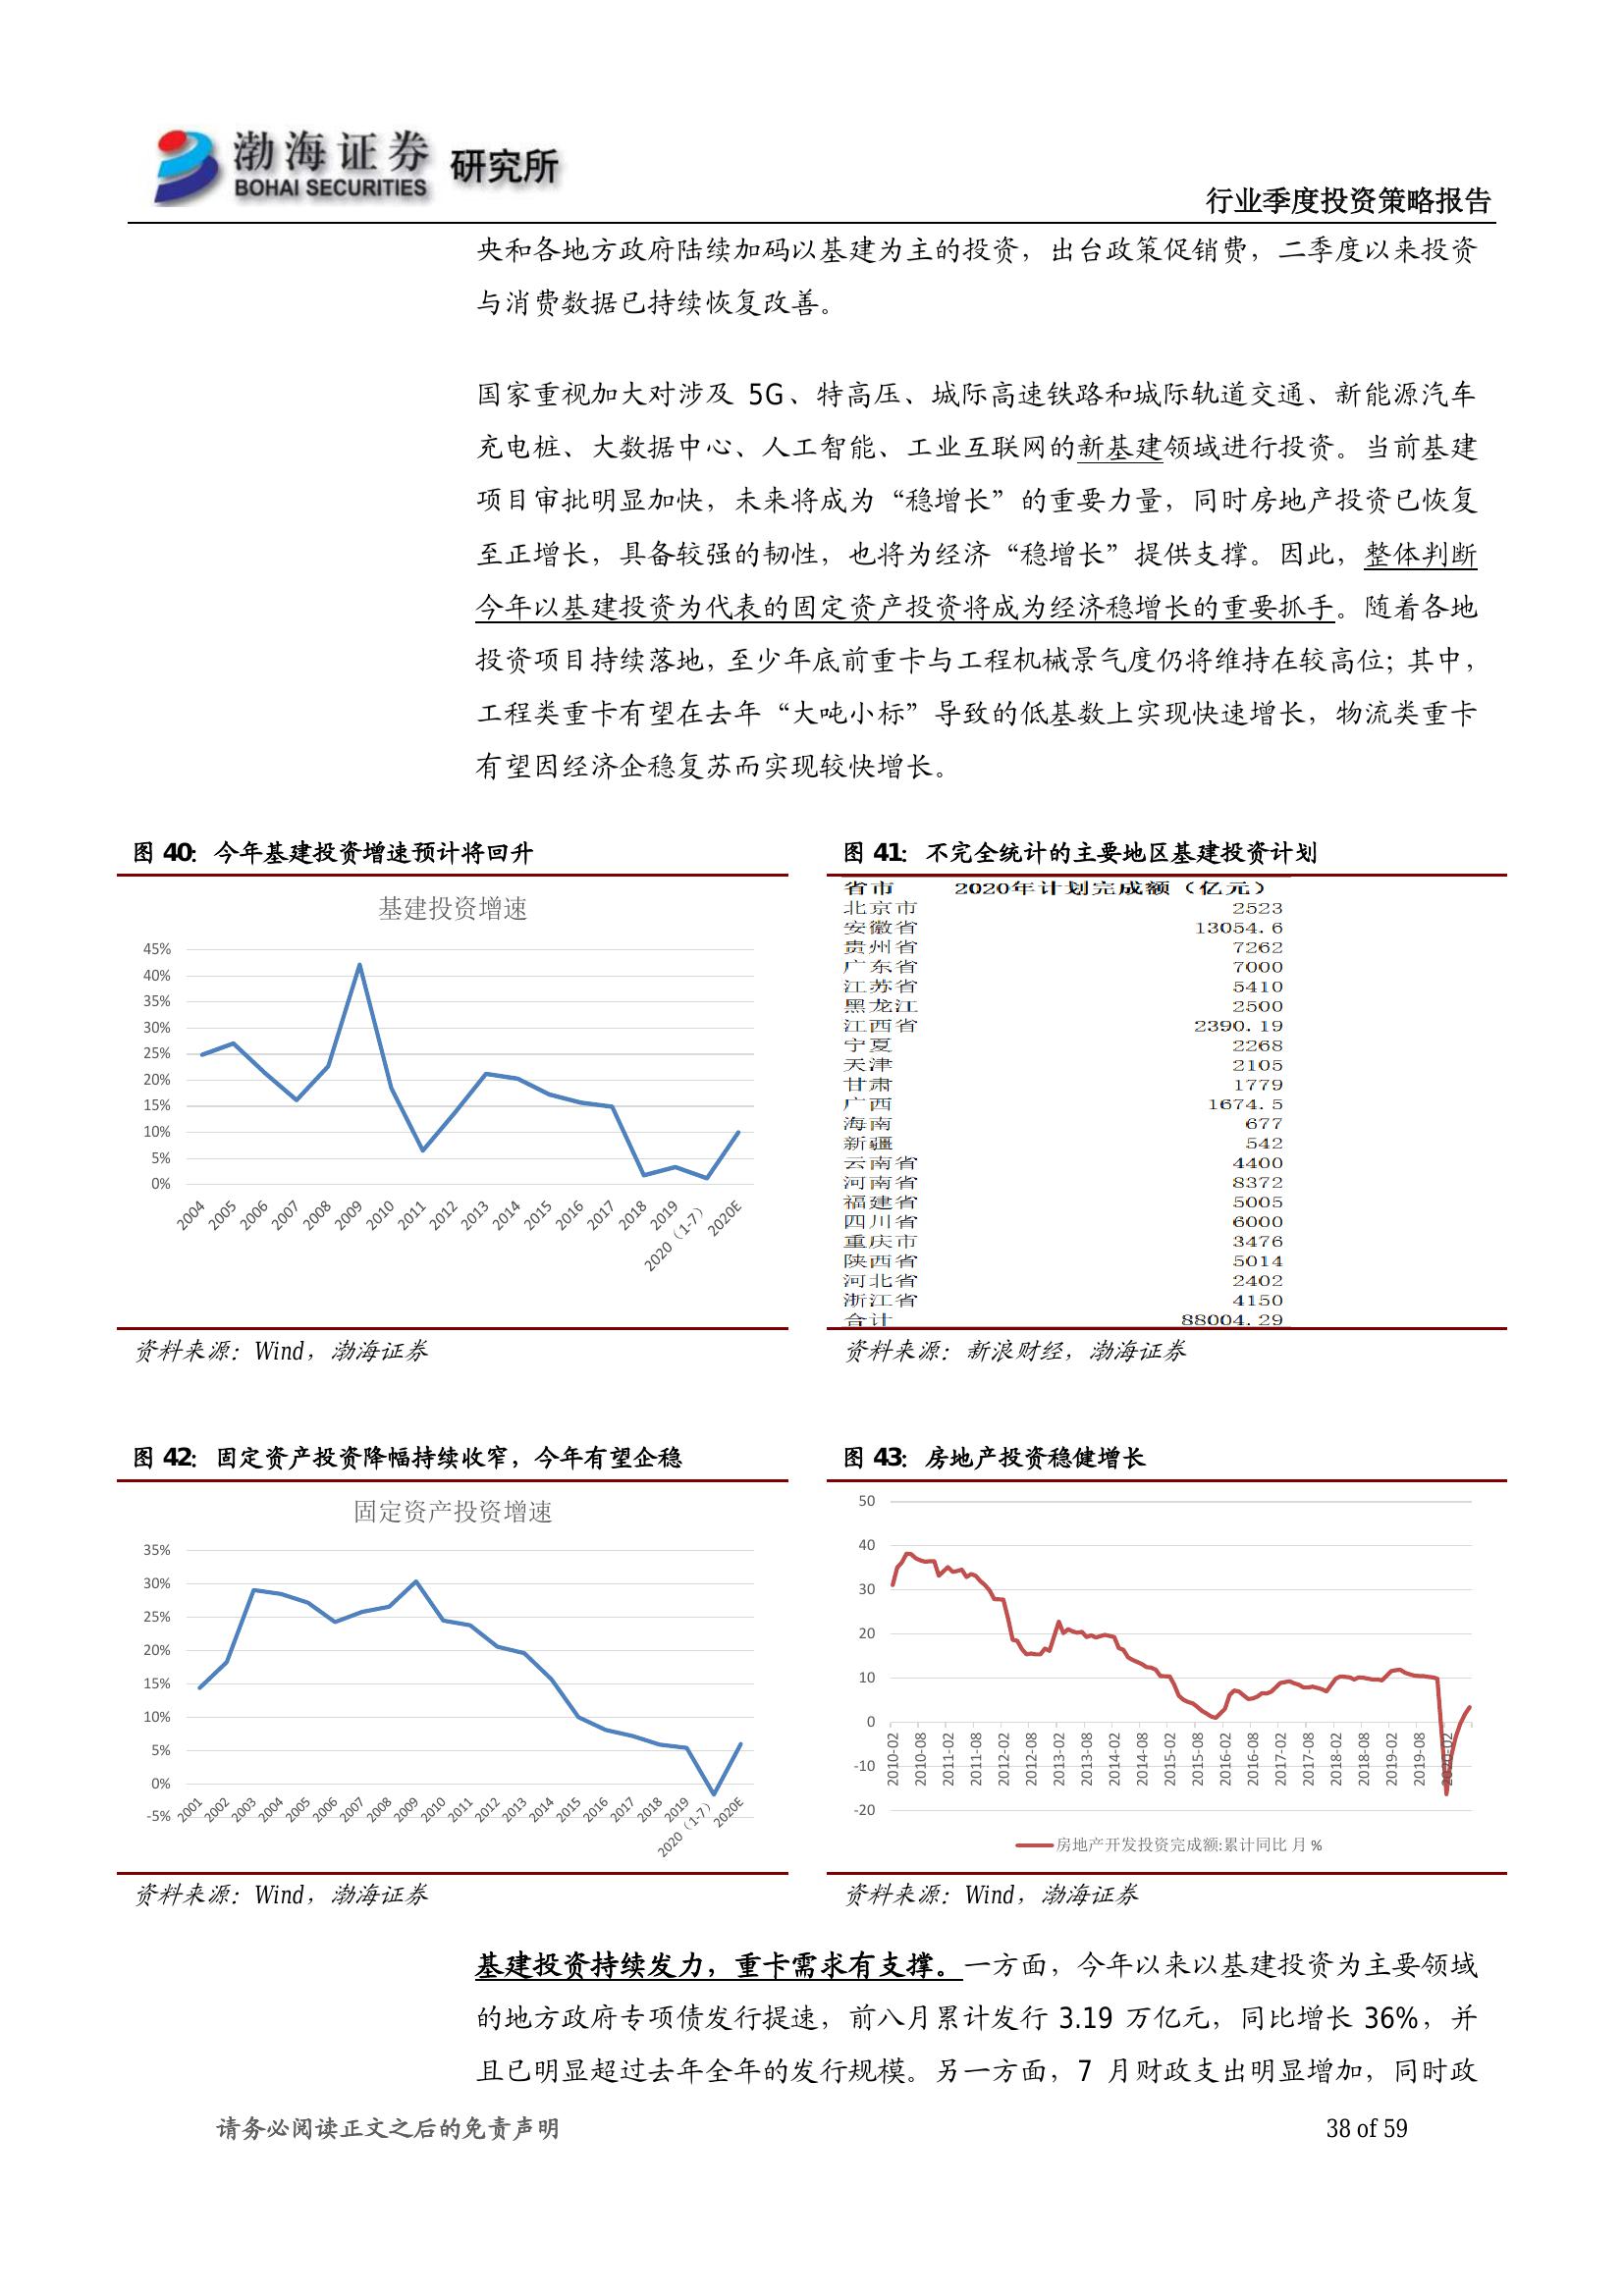 渤海证券 研究所
BOHAI SECURITIES
行业季度投资策略报告
央和各地方政府陆续加码以基建为主的投资，出台政策促销费，二季度以来投资
与消费数据已持续恢复改善。
国家重视加大对涉及 5G、特高压、城际高速铁路和城际轨道交通、新能源汽车
充电桩、大数据中心、人工智能、工业互联网的新基建领域进行投资。当前基建
项目审批明显加快，未来将成为“稳增长”的重要力量，同时房地产投资已恢复
至正增长，具备较强的韧性，也将为经济“稳增长”提供支撑。因此，整体判断
今年以基建投资为代表的固定资产投资将成为经济稳增长的重要抓手。随着各地
投资项目持续落地，至少年底前重卡与工程机械景气度仍将维持在较高位；其中，
工程类重卡有望在去年“大吨小标”导致的低基数上实现快速增长，物流类重卡
有望因经济企稳复苏而实现较快增长。
图 40：今年基建投资增速预计将回升
基建投资增速
45%
40%
35%
30%
25%
20%
15%
10%
5%
0%
2004 2005 2006 2007 2008 2009 2010 2011 2012 2013 2014 2015 2016 2017 2018 2019 2020（1-7） 2020E
资料来源：Wind，渤海证券
图 41：不完全统计的主要地区基建投资计划
省市 2020年计划完成额（亿元）
北京市 2523
安徽省 13054.6
贵州省 7262
广东省 7000
江苏省 5410
黑龙江 2500
江西省 2390.19
宁夏 2268
天津 2105
甘肃 1779
广西 1674.5
海南 677
新疆 542
云南省 4400
河南省 8372
福建省 5005
四川省 6000
重庆市 3476
陕西省 5014
河北省 2402
浙江省 4150
合计 88004.29
资料来源：新浪财经，渤海证券
图 42：固定资产投资降幅持续收窄，今年有望企稳
固定资产投资增速
35%
30%
25%
20%
15%
10%
5%
0%
-5%
2001 2002 2003 2004 2005 2006 2007 2008 2009 2010 2011 2012 2013 2014 2015 2016 2017 2018 2019 2020（1-7） 2020E
资料来源：Wind，渤海证券
图 43：房地产投资稳健增长
50
40
30
20
10
0
-10
-20
2010-02 2010-08 2011-02 2011-08 2012-02 2012-08 2013-02 2013-08 2014-02 2014-08 2015-02 2015-08 2016-02 2016-08 2017-02 2017-08 2018-02 2018-08 2019-02 2019-08 2020-02
房地产开发投资完成额:累计同比 月 %
资料来源：Wind，渤海证券
基建投资持续发力，重卡需求有支撑。一方面，今年以来以基建投资为主要领域
的地方政府专项债发行提速，前八月累计发行 3.19 万亿元，同比增长 36%，并
且已明显超过去年全年的发行规模。另一方面，7 月财政支出明显增加，同时政
请务必阅读正文之后的免责声明
38 of 59